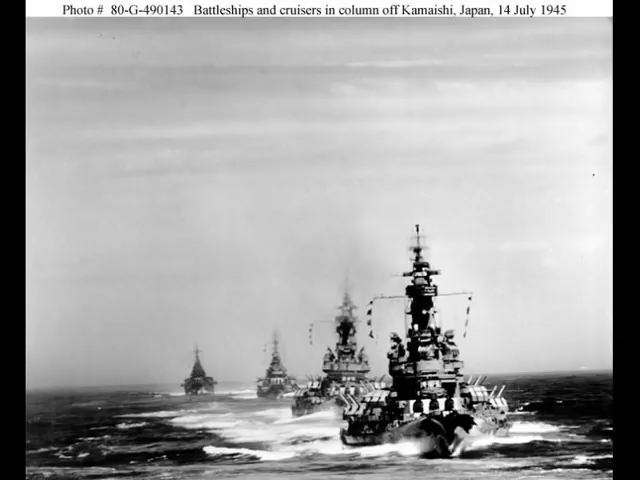 Photo # 80-G-490143 Battleships and cruisers in column off Kamaishi, Japan, 14 July 1945